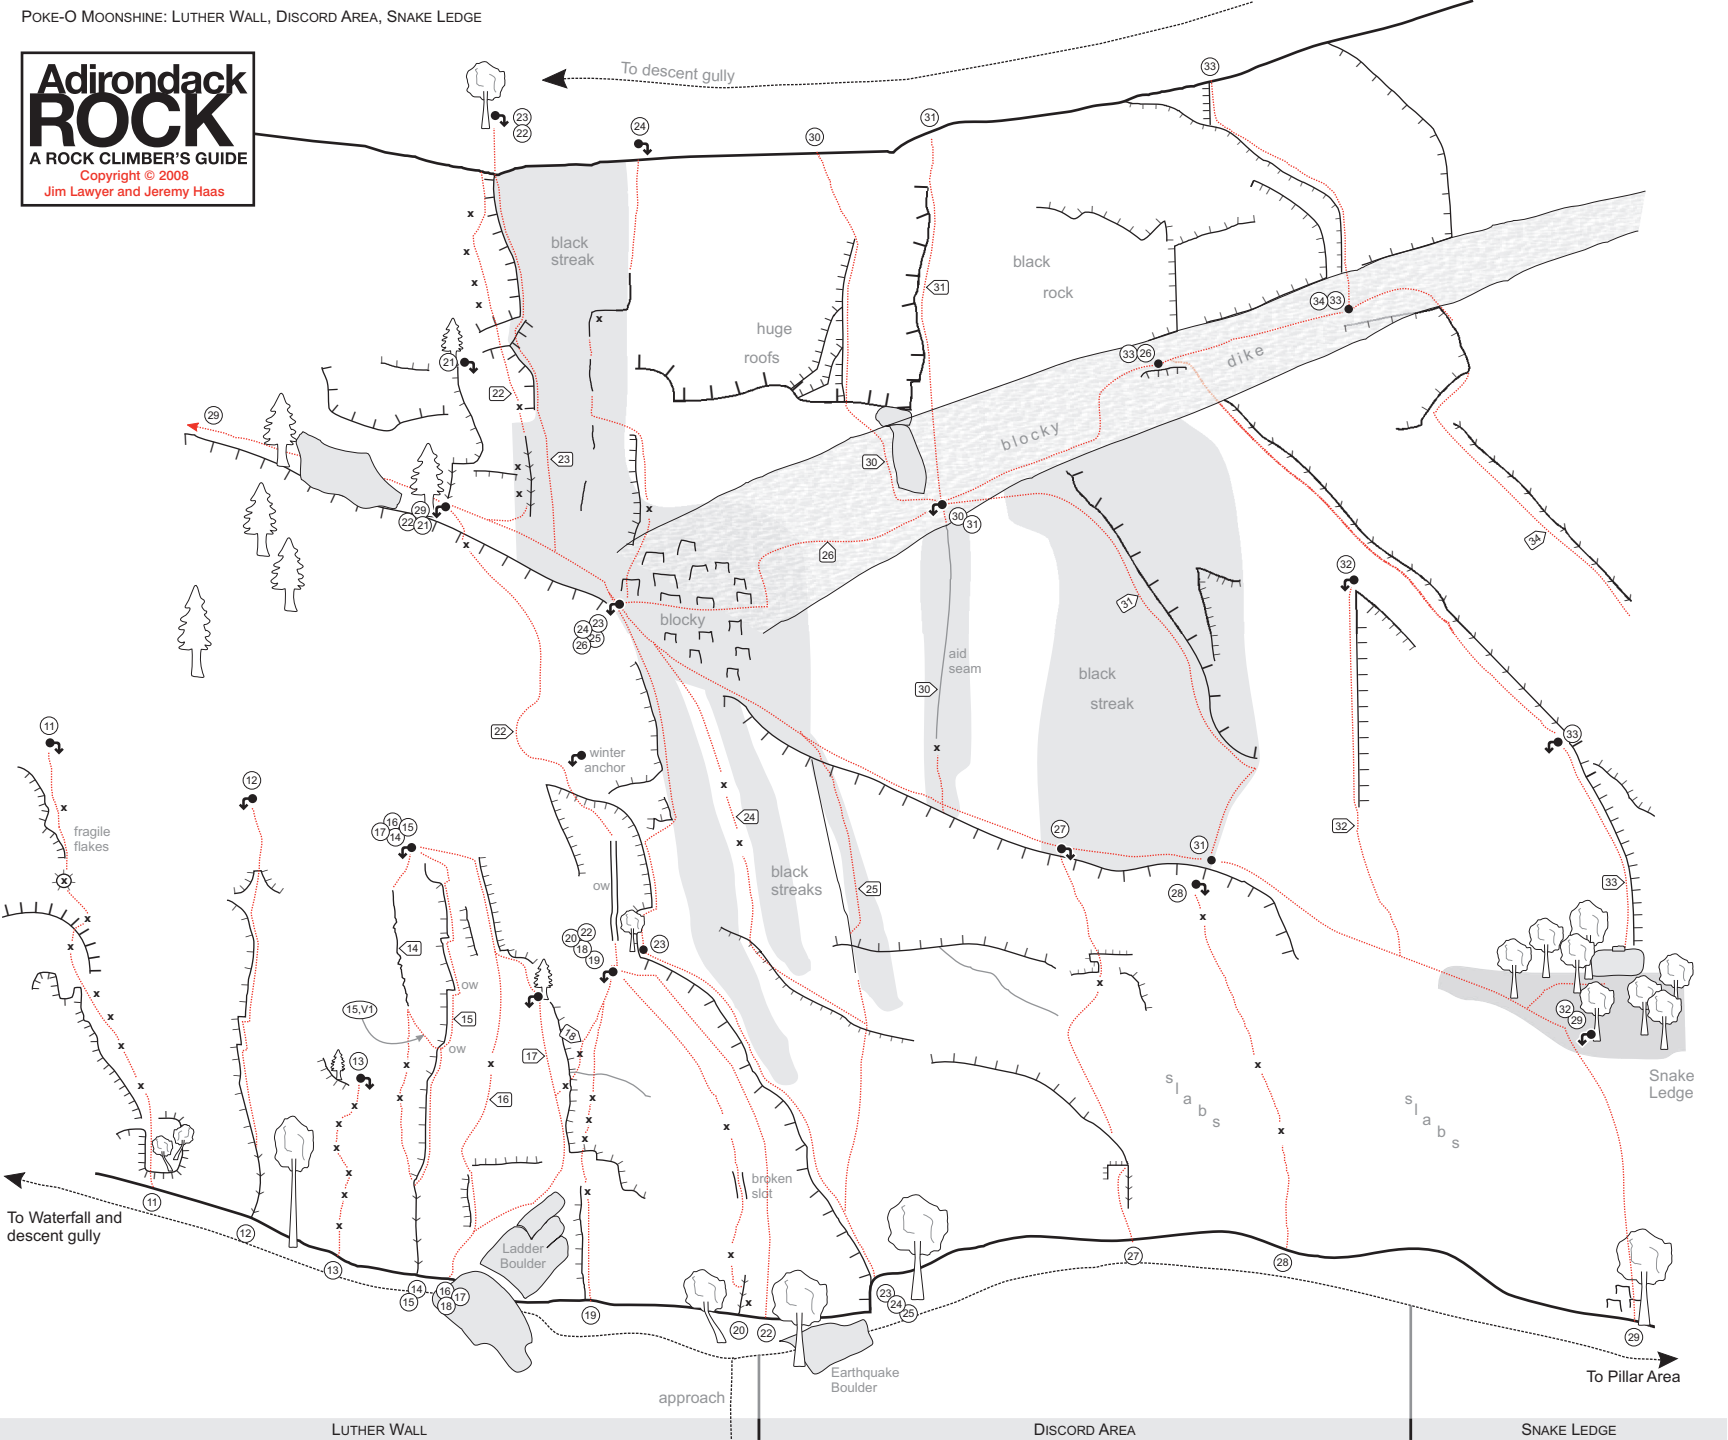 POKE-O MOONSHINE: LUTHER WALL, DISCORD AREA, SNAKE LEDGE
Adirondack
ROCK
A ROCK CLIMBER'S GUIDE
Copyright © 2008
Jim Lawyer and Jeremy Haas
To descent gully
33
23
22
24
30
31
black
streak
black
rock
31
34 33
huge
roofs
33 26
dike
21
22
29
blocky
23
30
29
22 21
30
31
26
34
32
31
23
24 25
26
blocky
aid
seam
black
streak
30
11
22
winter
anchor
33
12
24
27
32
16
17 15
14
fragile
flakes
31
black
streaks
ow
25
28
33
20 22
18
19
23
14
ow
15,V1
15
18
32
29
17
ow
13
Snake
Ledge
slabs
slabs
16
broken
slot
11
To Waterfall and
descent gully
12
Ladder
Boulder
27
28
13
14
15
16 17
18
23
24
25
19
20
22
29
Earthquake
Boulder
To Pillar Area
approach
LUTHER WALL
DISCORD AREA
SNAKE LEDGE
x